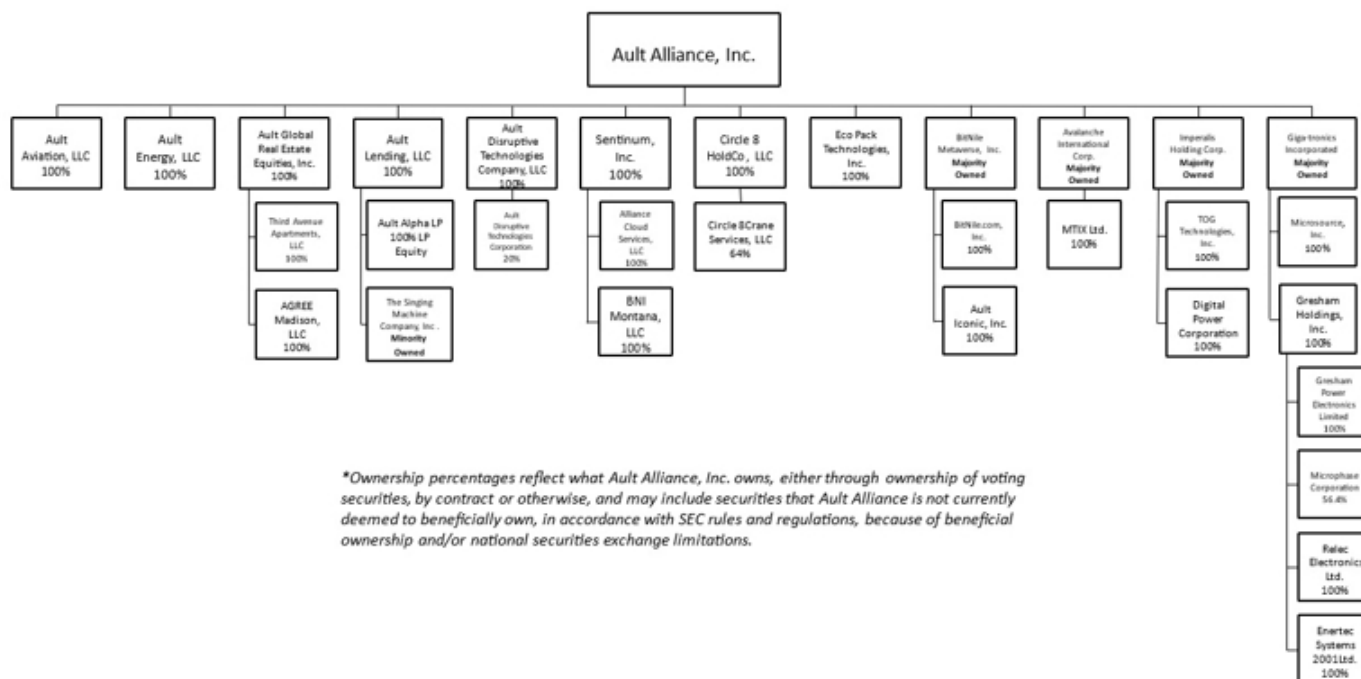 Ault Alliance, Inc.
Ault
Aviation, LLC
100%
Ault
Energy, LLC
100%
Ault Global
Real Estate
Equities, Inc.
100%
Ault
Lending, LLC
100%
Ault
Disruptive
Technologies
Company, LLC
100%
Sentinum,
Inc.
100%
Circle 8
HoldCo , LLC
100%
Eco Pack
Technologies,
Inc.
100%
BitNile
Metaverse, Inc.
Majority
Owned
Avalanche
International
Corp.
Majority
Owned
Imperalis
Holding Corp.
Majority
Owned
Giga-tronics
Incorporated
Majority
Owned
Third Avenue
Apartments,
LLC
100%
Ault Alpha LP
100% LP
Equity
Ault
Disruptive
Technologies
Corporation
20%
Alliance
Cloud
Services,
LLC
100%
Circle 8Crane
Services, LLC
64%
BitNile.com,
Inc.
100%
MTIX Ltd.
100%
TOG
Technologies,
Inc.
100%
Microsource,
Inc.
100%
AGREE
Madison,
LLC
100%
The Singing
Machine
Company, Inc .
Minority
Owned
BNI
Montana,
LLC
100%
Ault
Iconic, Inc.
100%
Digital
Power
Corporation
100%
Gresham
Holdings,
Inc.
100%
Gresham
Power
Electronics
Limited
100%
Microphase
Corporation
56.4%
Relec
Electronics
Ltd.
100%
Enertec
Systems
2001Ltd.
100%
*Ownership percentages reflect what Ault Alliance, Inc. owns, either through ownership of voting
securities, by contract or otherwise, and may include securities that Ault Alliance is not currently
deemed to beneficially own, in accordance with SEC rules and regulations, because of beneficial
ownership and/or national securities exchange limitations.